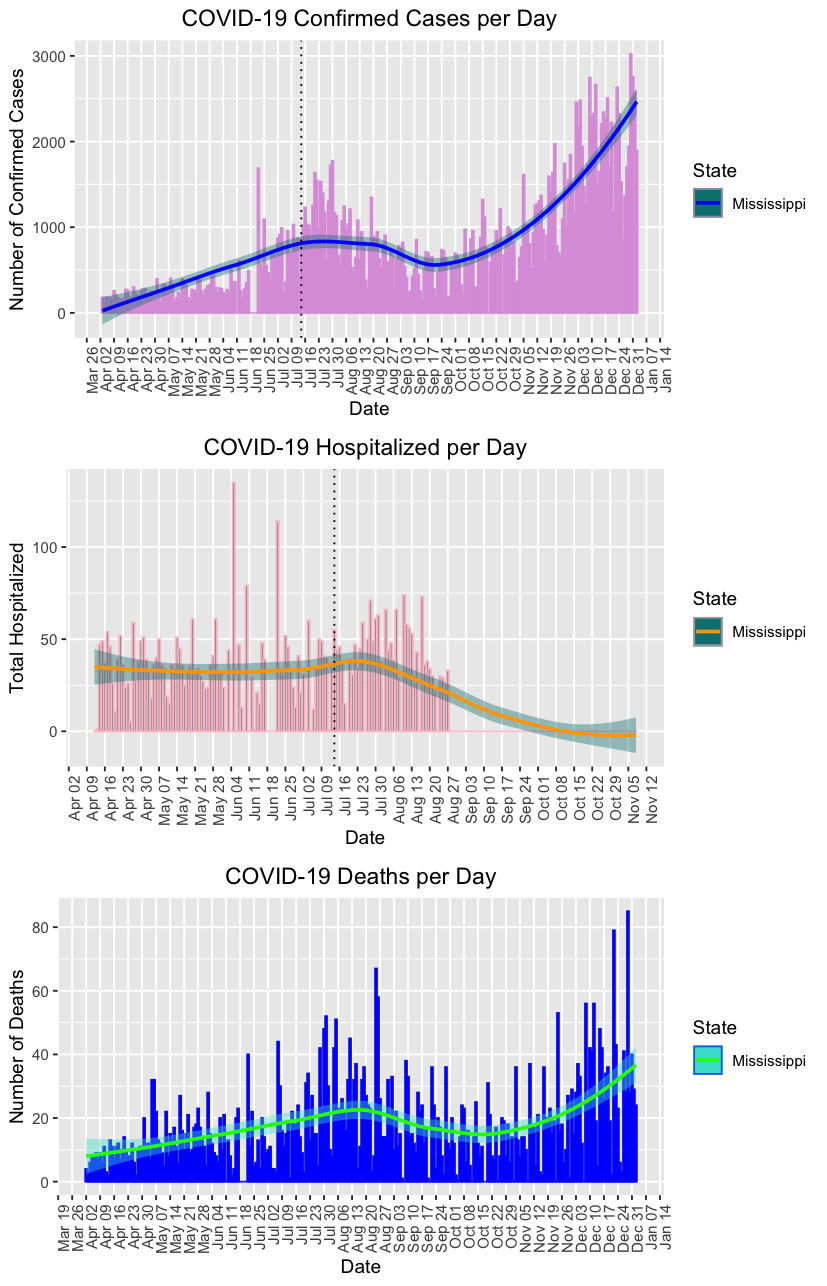 COVID-19 Confirmed Cases per Day
Number of Confirmed Cases
3000
2000
1000
0
Mar 26
Apr 02
Apr 09
Apr 16
Apr 23
Apr 30
May 07
May 14
May 21
May 28
Jun 04
Jun 11
Jun 18
Jun 25
Jul 02
Jul 09
Jul 16
Jul 23
Jul 30
Aug 06
Aug 13
Aug 20
Aug 27
Sep 03
Sep 10
Sep 17
Sep 24
Oct 01
Oct 08
Oct 15
Oct 22
Oct 29
Nov 05
Nov 12
Nov 19
Nov 26
Dec 03
Dec 10
Dec 17
Dec 24
Dec 31
Jan 07
Jan 14
Date
State
Mississippi
COVID-19 Hospitalized per Day
Total Hospitalized
100
50
0
Apr 02
Apr 09
Apr 16
Apr 23
Apr 30
May 07
May 14
May 21
May 28
Jun 04
Jun 11
Jun 18
Jun 25
Jul 02
Jul 09
Jul 16
Jul 23
Jul 30
Aug 06
Aug 13
Aug 20
Aug 27
Sep 03
Sep 10
Sep 17
Sep 24
Oct 01
Oct 08
Oct 15
Oct 22
Oct 29
Nov 05
Nov 12
Date
State
Mississippi
COVID-19 Deaths per Day
Number of Deaths
80
60
40
20
0
Mar 19
Mar 26
Apr 02
Apr 09
Apr 16
Apr 23
Apr 30
May 07
May 14
May 21
May 28
Jun 04
Jun 11
Jun 18
Jun 25
Jul 02
Jul 09
Jul 16
Jul 23
Jul 30
Aug 06
Aug 13
Aug 20
Aug 27
Sep 03
Sep 10
Sep 17
Sep 24
Oct 01
Oct 08
Oct 15
Oct 22
Oct 29
Nov 05
Nov 12
Nov 19
Nov 26
Dec 03
Dec 10
Dec 17
Dec 24
Dec 31
Jan 07
Jan 14
Date
State
Mississippi